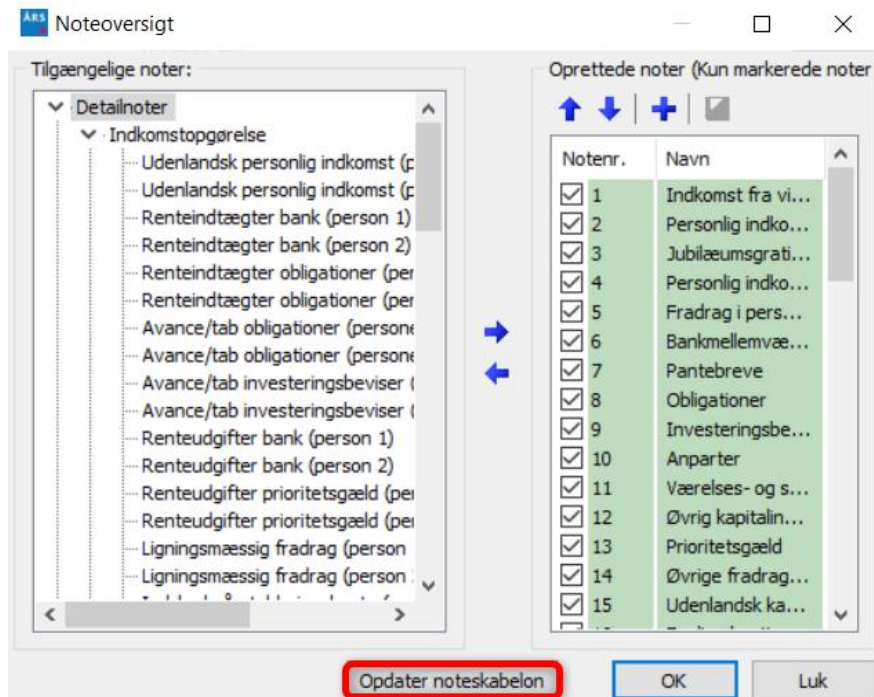 ÅRS
Noteoversigt
Tilgængelige noter:
Detailnoter
Indkomstopgørelse
Udenlandsk personlig indkomst (p
Udenlandsk personlig indkomst (p
Renteindtægter bank (person 1)
Renteindtægter bank (person 2)
Renteindtægter obligationer (per
Renteindtægter obligationer (per
Avance/tab obligationer (persone
Avance/tab obligationer (persone
Avance/tab investeringsbeviser (
Avance/tab investeringsbeviser (
Renteudgifter bank (person 1)
Renteudgifter bank (person 2)
Renteudgifter prioritetsgæld (per
Renteudgifter prioritetsgæld (per
Ligningsmæssig fradrag (person
Ligningsmæssig fradrag (person
Oprettede noter (Kun markerede noter
Notenr. Navn
1 Indkomst fra vi...
2 Personlig indko...
3 Jubilæumsgrati...
4 Personlig indko...
5 Fradrag i pers...
6 Bankmellemvæ...
7 Pantebreve
8 Obligationer
9 Investeringsbe...
10 Anparter
11 Værelses- og s...
12 Øvrig kapitalin...
13 Prioritetsgæld
14 Øvrige fradrag...
15 Udenlandsk ka...
Opdater noteskabelon
OK
Luk